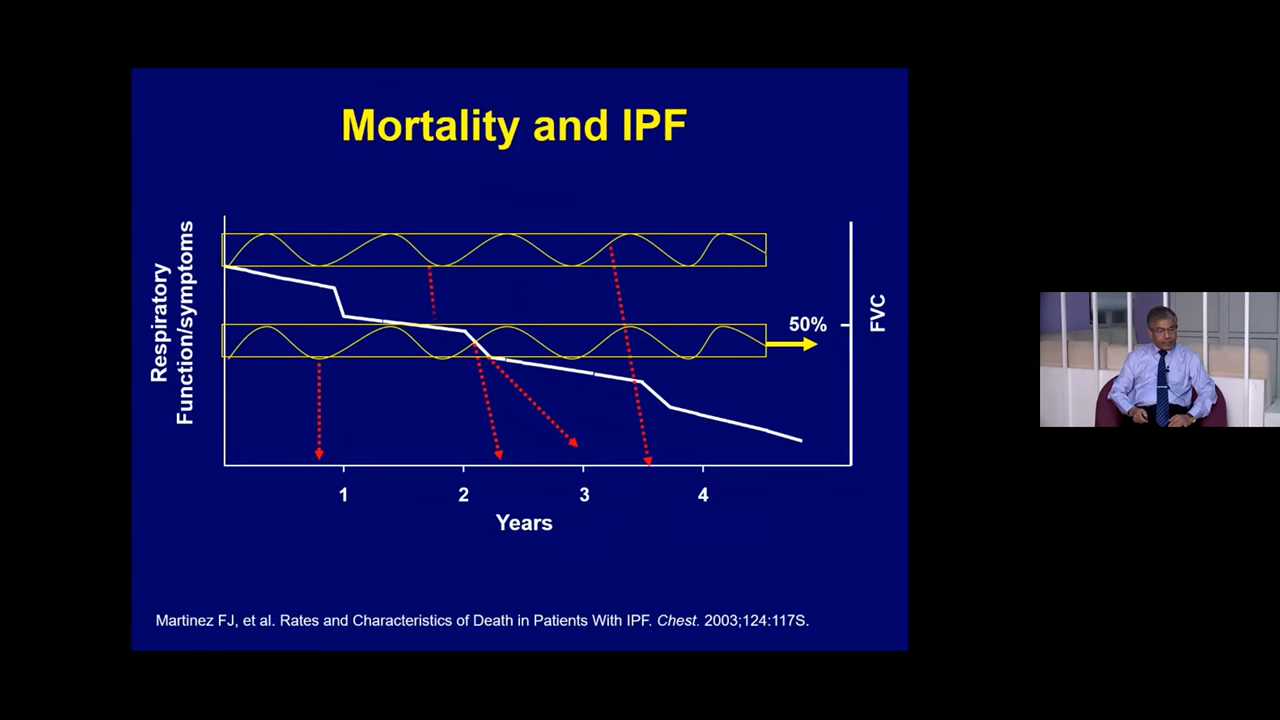 Mortality and IPF
Respiratory
Function/symptoms
50%
FVC
1
2
3
4
Years
Martinez FJ, et al. Rates and Characteristics of Death in Patients With IPF. Chest. 2003;124:117S.